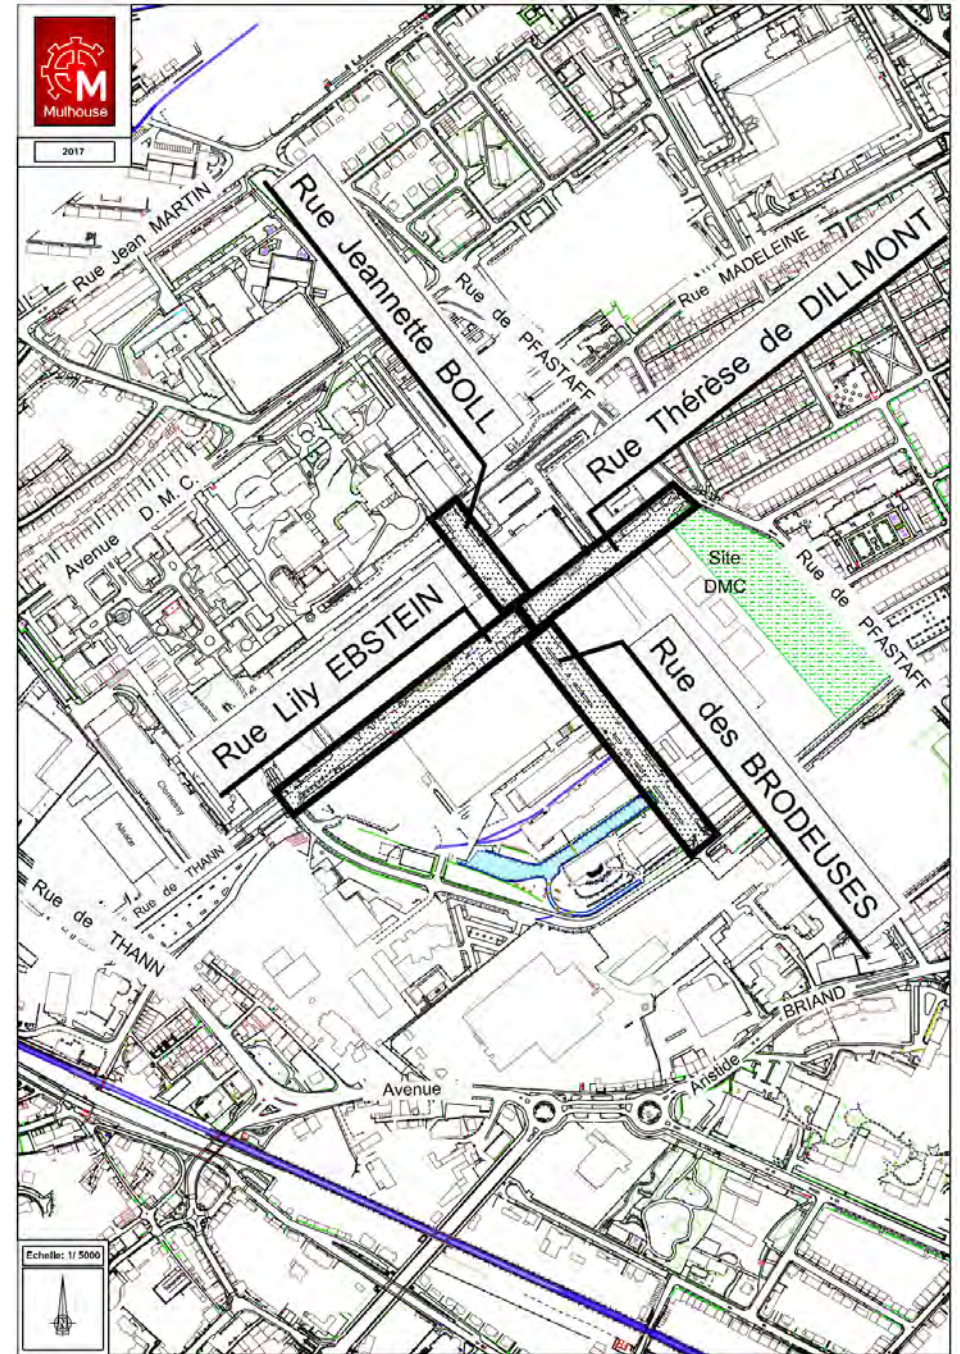 M
Mulhouse
2017
Rue Jean MARTIN
Rue Jeannette BOLL
Rue de PFASTAFF
Rue MADELEINE
Rue Thérèse de DILLMONT
Avenue D.M.C.
Site
DMC
Rue de PFASTAFF
Rue Lily EBSTEIN
Rue des BRODEUSES
Clemessy
Alsace
Rue de THANN
Rue de THANN
Avenue Aristide BRIAND
Echelle: 1/ 5000